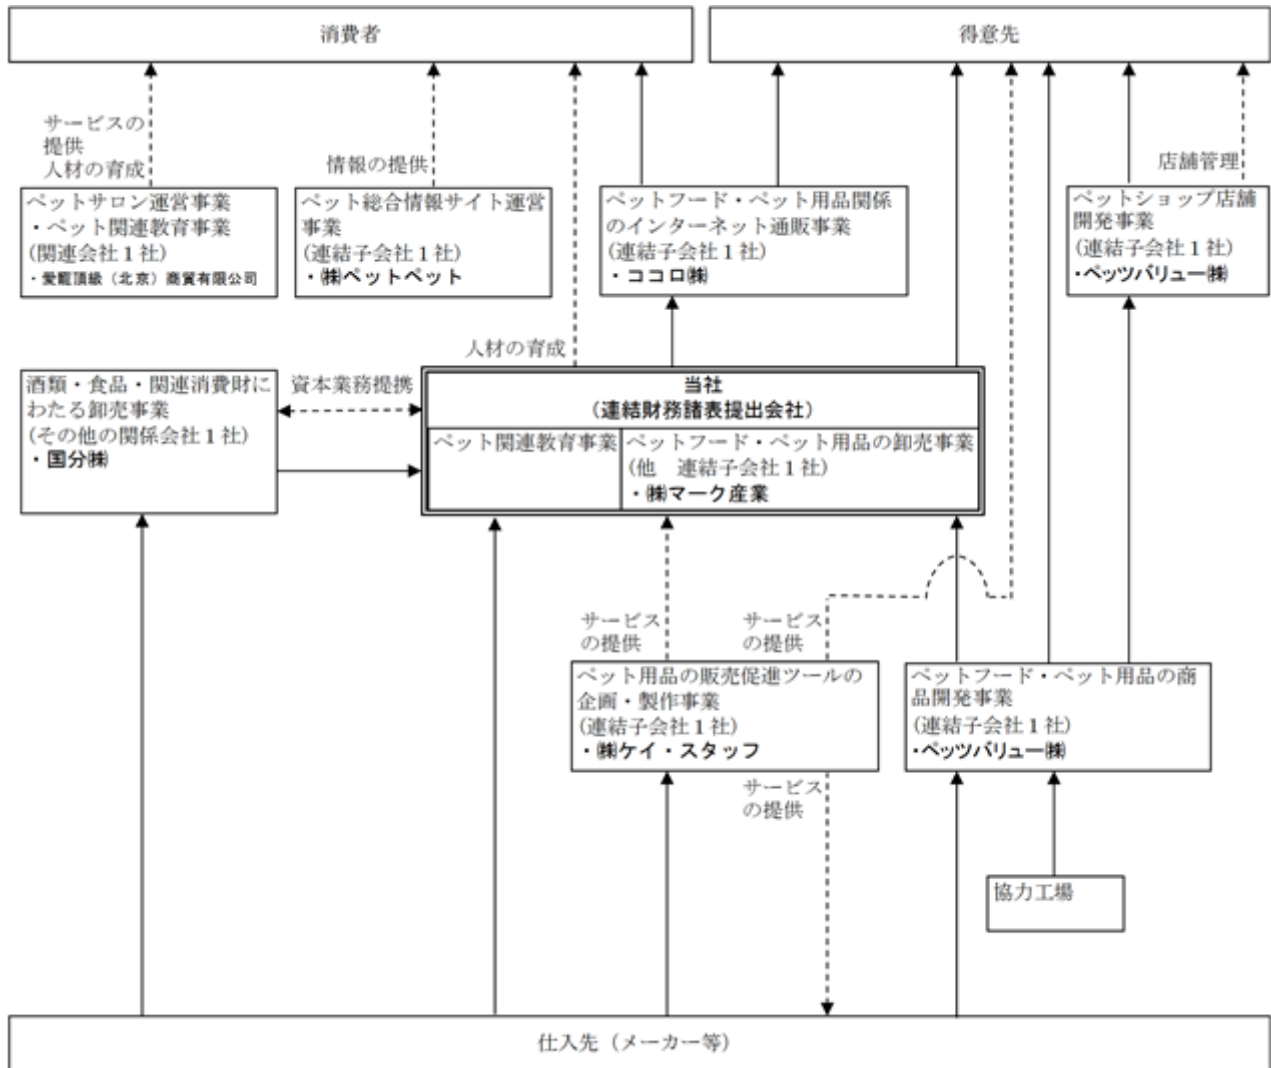 消費者
得意先
サービスの
提供
人材の育成
情報の提供
店舗管理
ペットサロン運営事業
・ペット関連教育事業
(関連会社1社)
・愛寵頂級（北京）商貿有限公司
ペット総合情報サイト運営
事業
(連結子会社1社)
・㈱ペットペット
ペットフード・ペット用品関係
のインターネット通販事業
(連結子会社1社)
・ココロ㈱
ペットショップ店舗
開発事業
(連結子会社1社)
・ペッツバリュー㈱
人材の育成
酒類・食品・関連消費財に
わたる卸売事業
(その他の関係会社1社)
・国分㈱
資本業務提携
当社
（連結財務諸表提出会社）
ペット関連教育事業
ペットフード・ペット用品の卸売事業
(他　連結子会社1社)
・㈱マーク産業
サービス
の提供
サービス
の提供
ペット用品の販売促進ツールの
企画・製作事業
(連結子会社1社)
・㈱ケイ・スタッフ
ペットフード・ペット用品の商
品開発事業
(連結子会社1社)
・ペッツバリュー㈱
サービス
の提供
協力工場
仕入先（メーカー等）